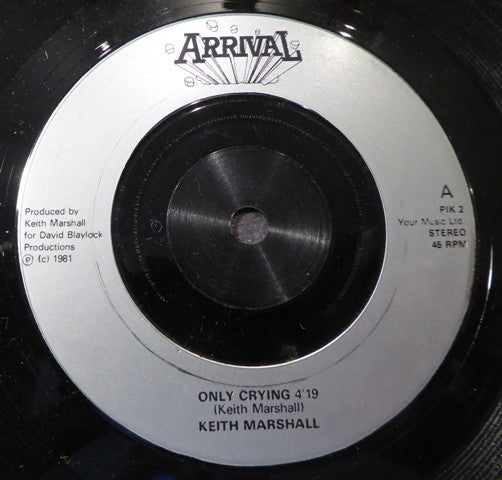 ARRIVAL
Produced by
Keith Marshall
for David Blaylock
Productions
℗ (c) 1981
A
PIK 2
Your Music Ltd.
STEREO
45 RPM
ONLY CRYING 4'19
(Keith Marshall)
KEITH MARSHALL